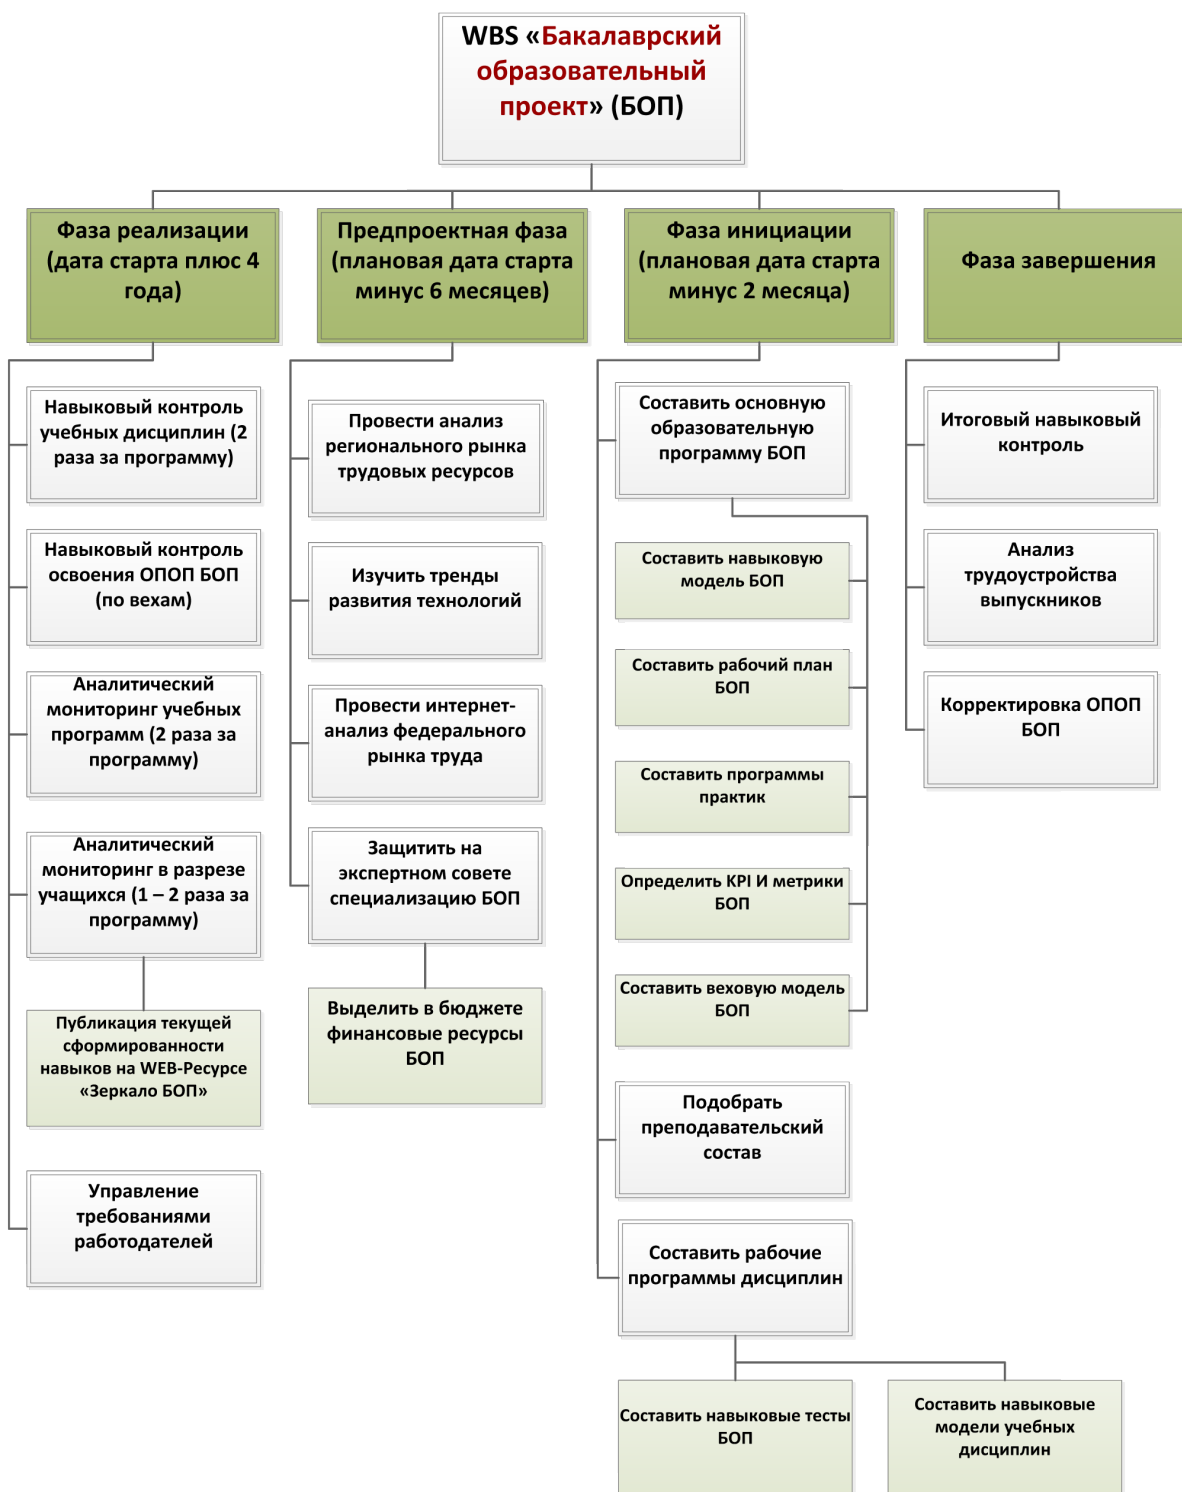 WBS «Бакалаврский
образовательный
проект» (БОП)
Фаза реализации
(дата старта плюс 4
года)
Предпроектная фаза
(плановая дата старта
минус 6 месяцев)
Фаза инициации
(плановая дата старта
минус 2 месяца)
Фаза завершения
Навыковый контроль
учебных дисциплин (2
раза за программу)
Навыковый контроль
освоения ОПОП БОП
(по вехам)
Аналитический
мониторинг учебных
программ (2 раза за
программу)
Аналитический
мониторинг в разрезе
учащихся (1 – 2 раза за
программу)
Публикация текущей
сформированности
навыков на WEB-Ресурсе
«Зеркало БОП»
Управление
требованиями
работодателей
Провести анализ
регионального рынка
трудовых ресурсов
Изучить тренды
развития технологий
Провести интернет-
анализ федерального
рынка труда
Защитить на
экспертном совете
специализацию БОП
Выделить в бюджете
финансовые ресурсы
БОП
Составить основную
образовательную
программу БОП
Составить навыковую
модель БОП
Составить рабочий план
БОП
Составить программы
практик
Определить KPI И метрики
БОП
Составить веховую модель
БОП
Подобрать
преподавательский
состав
Составить рабочие
программы дисциплин
Составить навыковые тесты
БОП
Составить навыковые
модели учебных
дисциплин
Итоговый навыковый
контроль
Анализ
трудоустройства
выпускников
Корректировка ОПОП
БОП